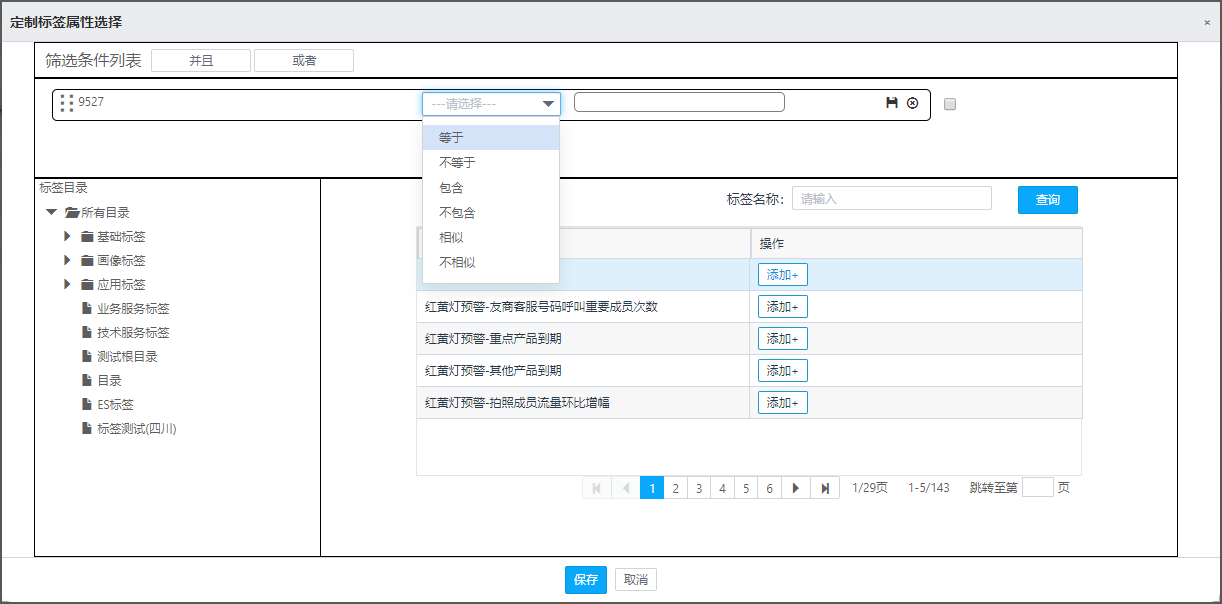 定制标签属性选择 ×
筛选条件列表 并且 或者
9527 ---请选择---
等于
不等于
包含
不包含
相似
不相似
标签目录
所有目录
基础标签
画像标签
应用标签
业务服务标签
技术服务标签
测试根目录
目录
ES标签
标签测试(四川)
标签名称: 请输入 查询
操作
添加+
红黄灯预警-友商客服号码呼叫重要成员次数 添加+
红黄灯预警-重点产品到期 添加+
红黄灯预警-其他产品到期 添加+
红黄灯预警-拍照成员流量环比增幅 添加+
1 2 3 4 5 6 1/29页 1-5/143 跳转至第 页
保存 取消